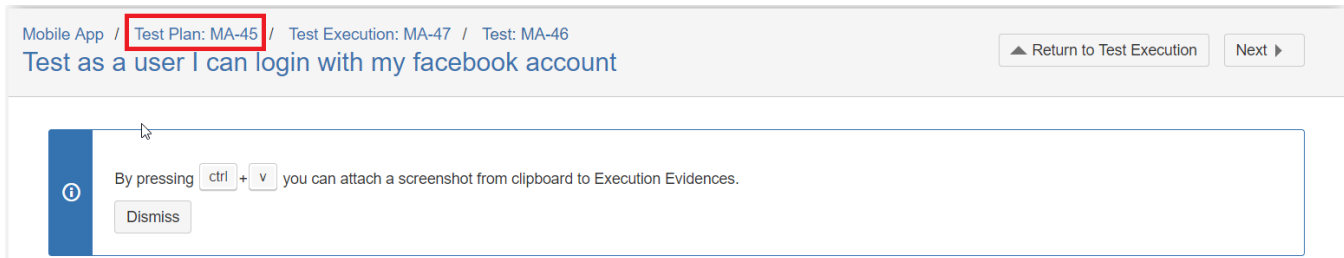 Mobile App / Test Plan: MA-45 / Test Execution: MA-47 / Test: MA-46
Test as a user I can login with my facebook account
Return to Test Execution
Next
By pressing ctrl + v you can attach a screenshot from clipboard to Execution Evidences.
Dismiss